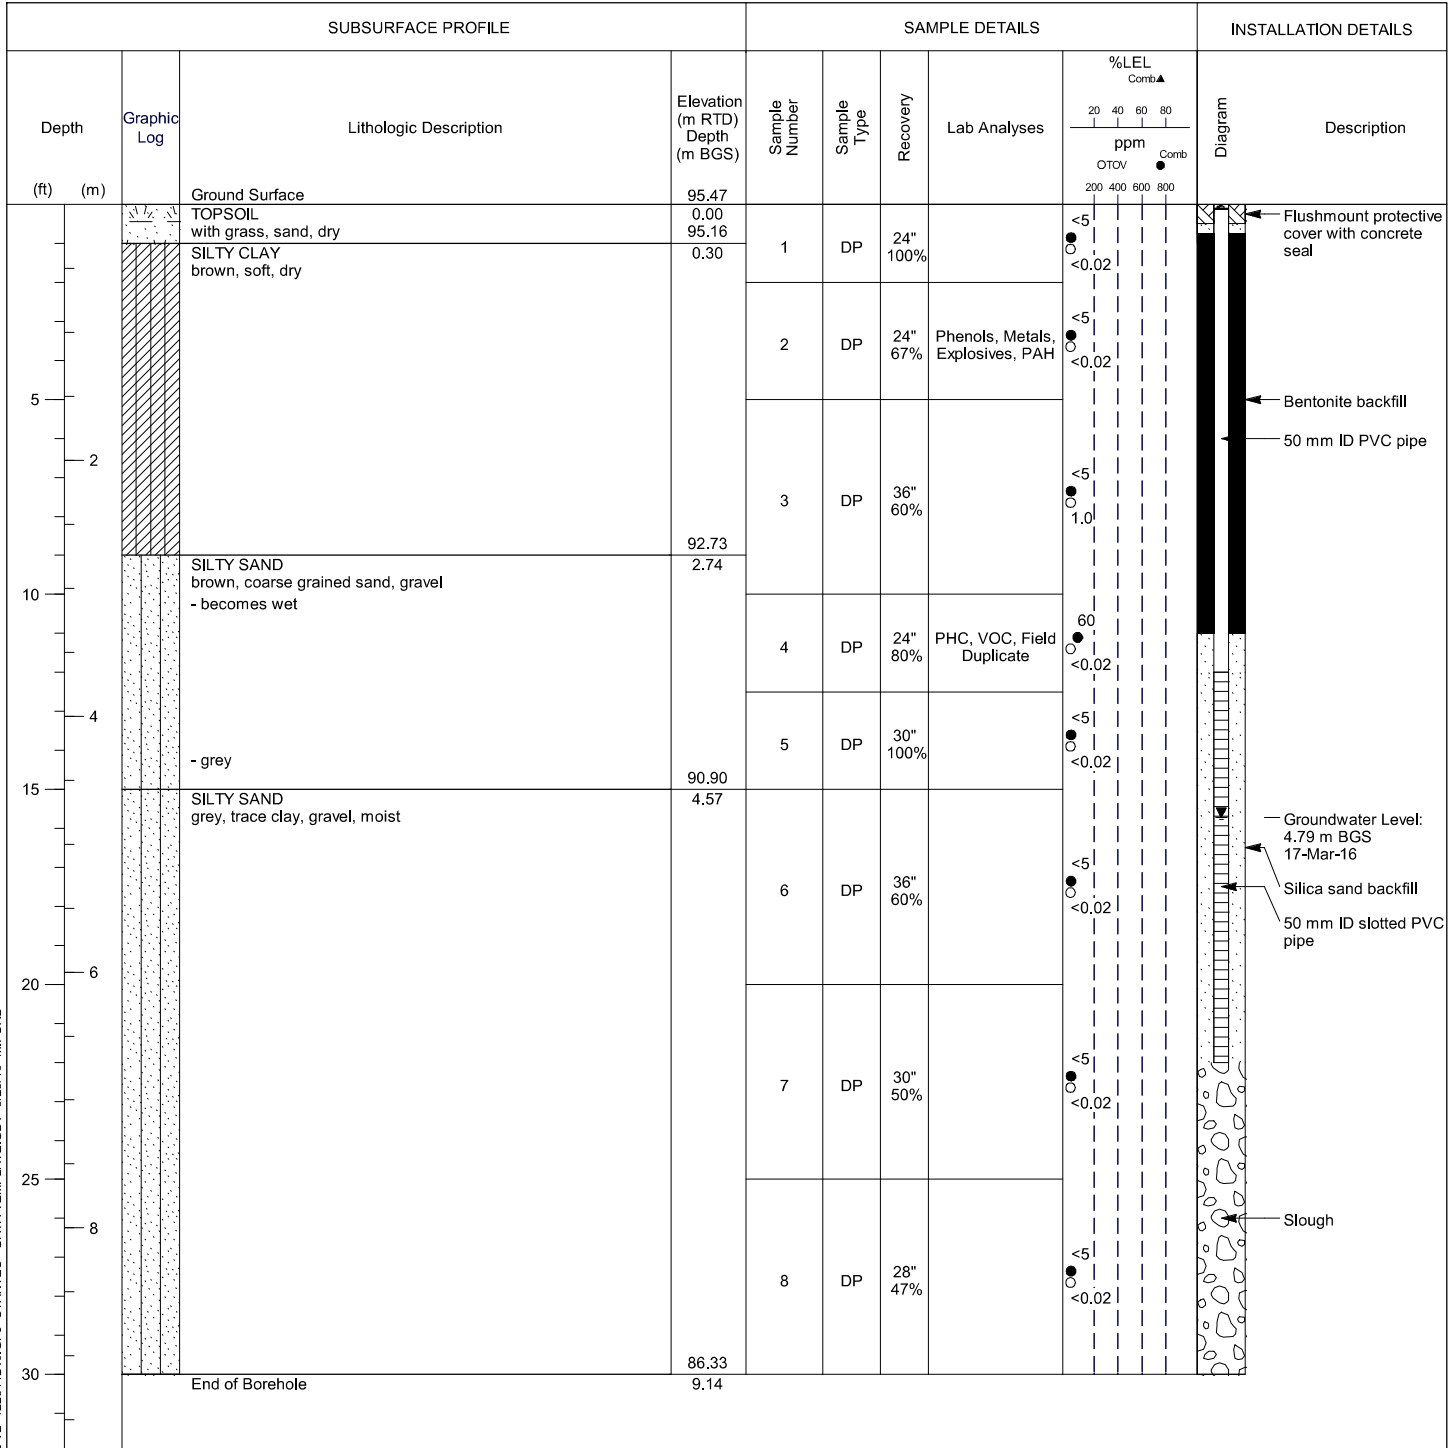 SUBSURFACE PROFILE
SAMPLE DETAILS
INSTALLATION DETAILS
Depth
(ft) (m)
Graphic
Log
Lithologic Description
Elevation
(m RTD)
Depth
(m BGS)
Sample
Number
Sample
Type
Recovery
Lab Analyses
%LEL
Comb▲
20 40 60 80
ppm
OTOV ● Comb
200 400 600 800
Diagram
Description
Ground Surface 95.47
TOPSOIL 0.00
with grass, sand, dry 95.16
SILTY CLAY 0.30
brown, soft, dry
92.73
SILTY SAND 2.74
brown, coarse grained sand, gravel
- becomes wet
- grey
90.90
SILTY SAND 4.57
grey, trace clay, gravel, moist
86.33
End of Borehole 9.14
5
10
15
20
25
30
2
4
6
8
1 DP 24"
100%
<5
<0.02
2 DP 24"
67%
Phenols, Metals,
Explosives, PAH
<5
<0.02
3 DP 36"
60%
<5
1.0
4 DP 24"
80%
PHC, VOC, Field
Duplicate
60
<0.02
5 DP 30"
100%
<5
<0.02
6 DP 36"
60%
<5
<0.02
7 DP 30"
50%
<5
<0.02
8 DP 28"
47%
<5
<0.02
Flushmount protective
cover with concrete
seal
Bentonite backfill
50 mm ID PVC pipe
Groundwater Level:
4.79 m BGS
17-Mar-16
Silica sand backfill
50 mm ID slotted PVC
pipe
Slough